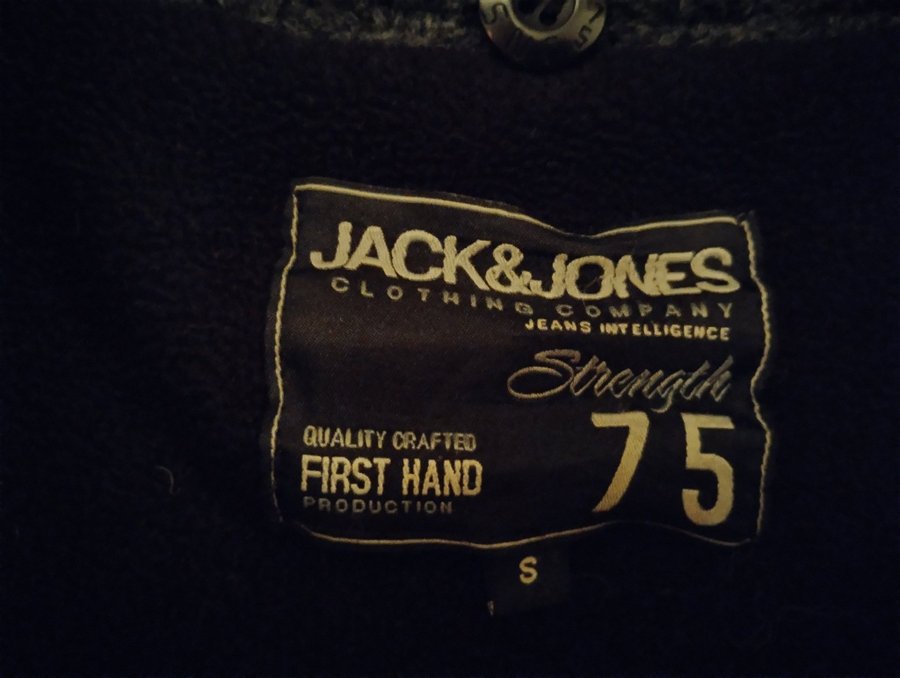 JACK&JONES
CLOTHING COMPANY
JEANS INTELLIGENCE
Strength
75
QUALITY CRAFTED
FIRST HAND
PRODUCTION
S